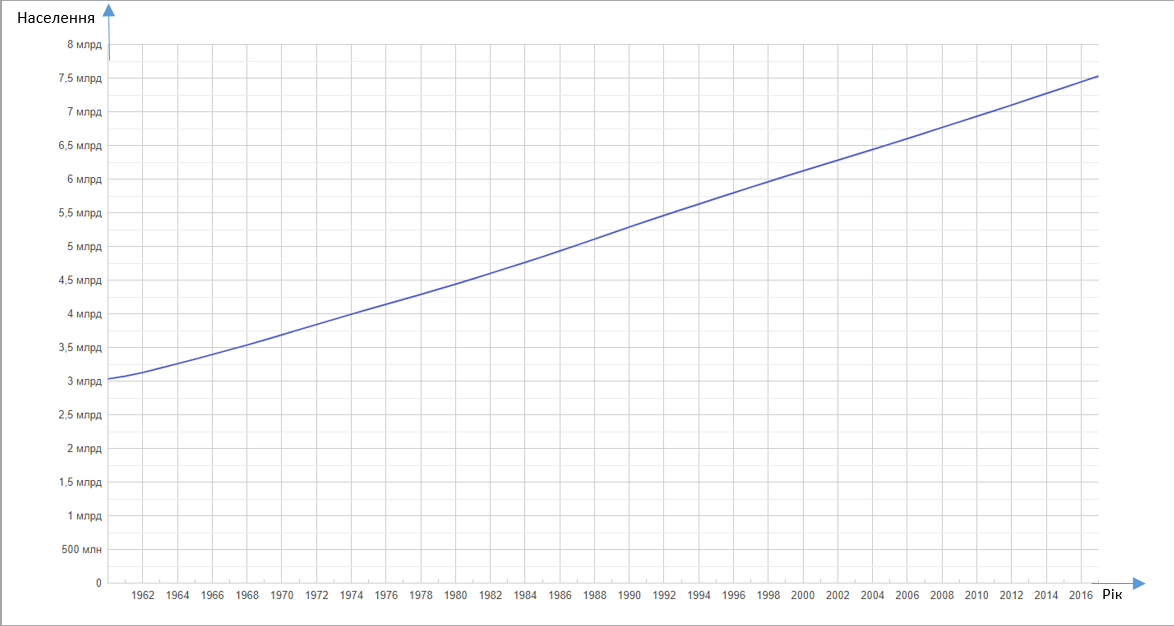 Населення
8 млрд
7,5 млрд
7 млрд
6,5 млрд
6 млрд
5,5 млрд
5 млрд
4,5 млрд
4 млрд
3,5 млрд
3 млрд
2,5 млрд
2 млрд
1,5 млрд
1 млрд
500 млн
0
1962 1964 1966 1968 1970 1972 1974 1976 1978 1980 1982 1984 1986 1988 1990 1992 1994 1996 1998 2000 2002 2004 2006 2008 2010 2012 2014 2016 Рік